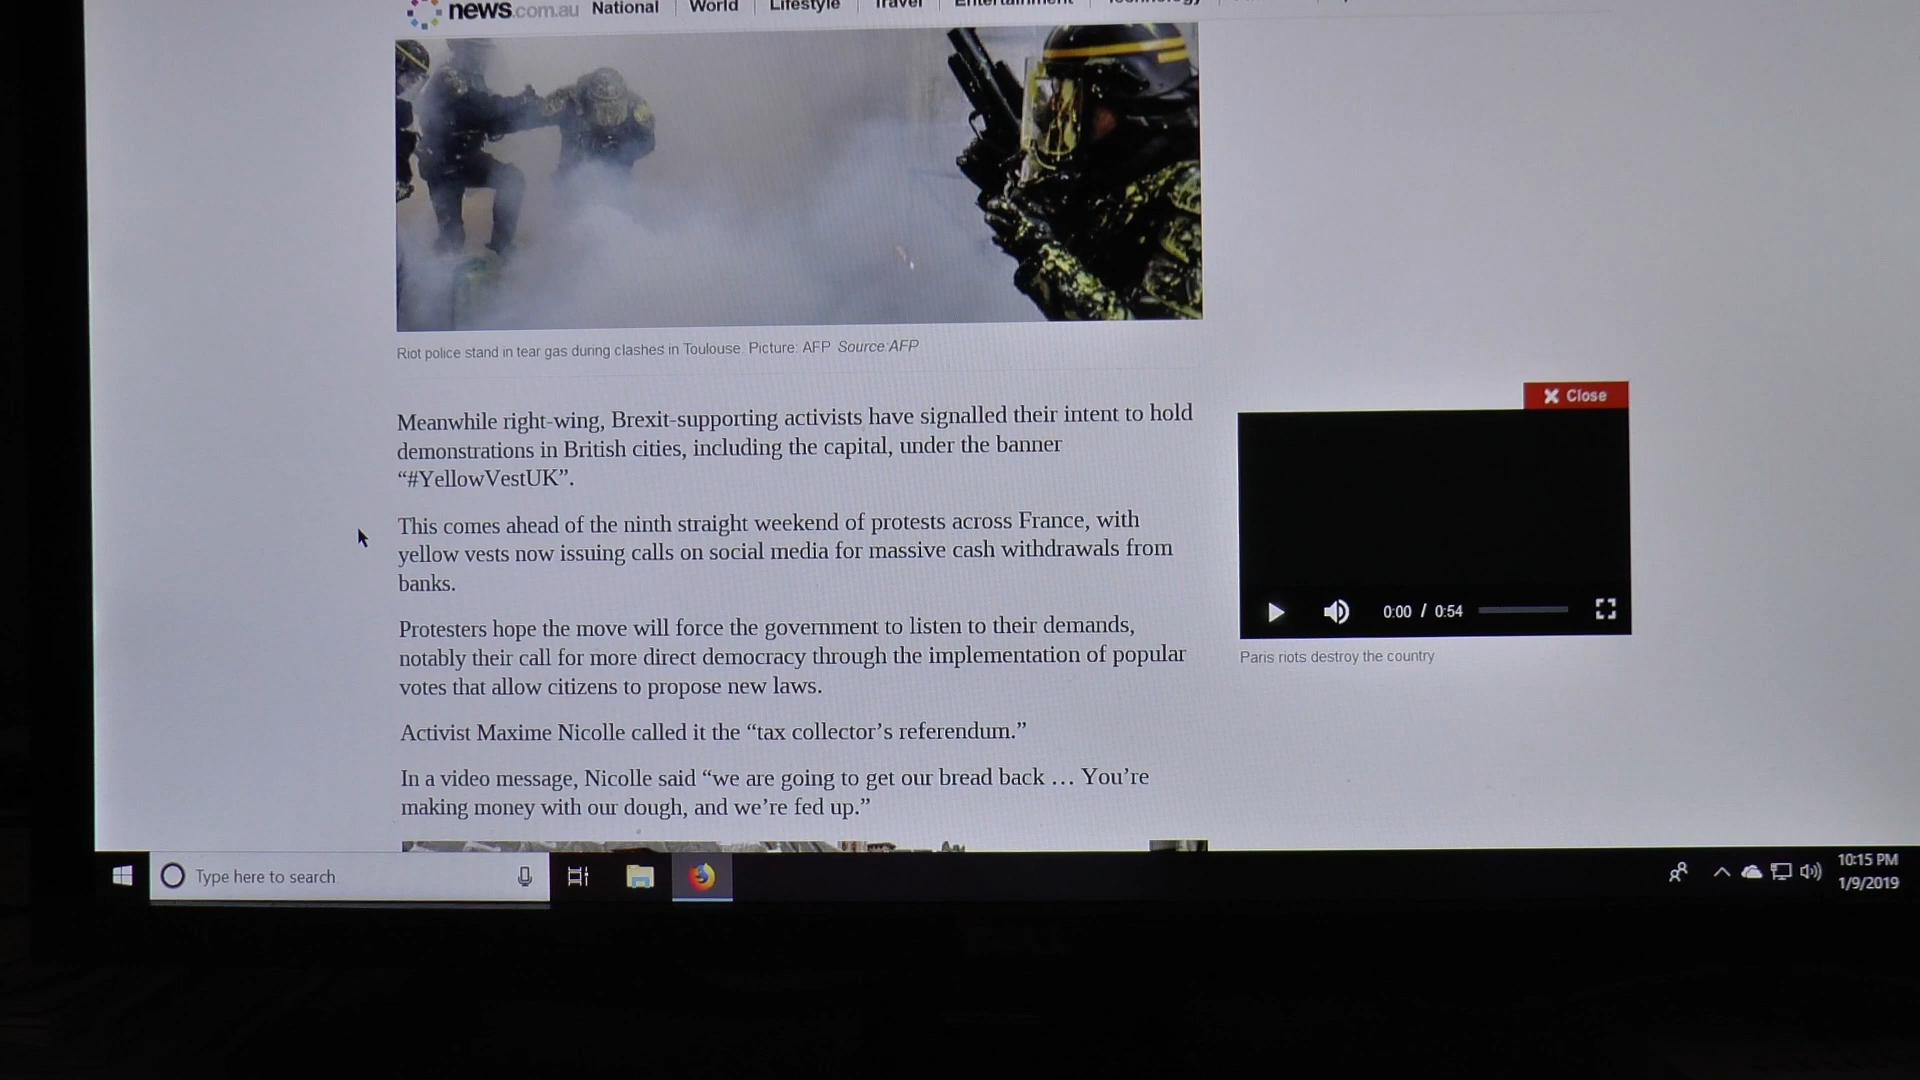 news.com.au National World Lifestyle Travel Entertainment Technology
Riot police stand in tear gas during clashes in Toulouse. Picture: AFP Source:AFP
Meanwhile right-wing, Brexit-supporting activists have signalled their intent to hold
demonstrations in British cities, including the capital, under the banner
“#YellowVestUK”.
This comes ahead of the ninth straight weekend of protests across France, with
yellow vests now issuing calls on social media for massive cash withdrawals from
banks.
Protesters hope the move will force the government to listen to their demands,
notably their call for more direct democracy through the implementation of popular
votes that allow citizens to propose new laws.
Activist Maxime Nicolle called it the “tax collector’s referendum.”
In a video message, Nicolle said “we are going to get our bread back … You’re
making money with our dough, and we’re fed up.”
Close
0:00 / 0:54
Paris riots destroy the country
Type here to search
10:15 PM
1/9/2019